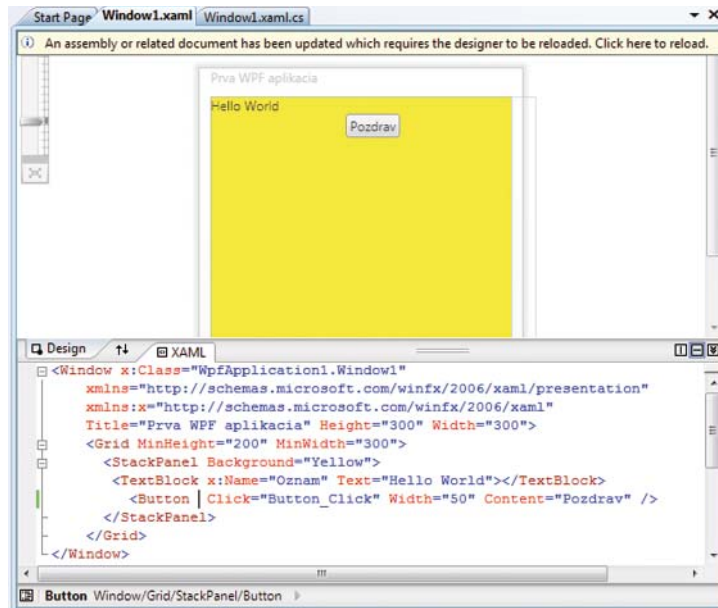 Start Page Window1.xaml Window1.xaml.cs
An assembly or related document has been updated which requires the designer to be reloaded. Click here to reload.
Prva WPF aplikacia
Hello World
Pozdrav
Design XAML
<Window x:Class="WpfApplication1.Window1"
xmlns="http://schemas.microsoft.com/winfx/2006/xaml/presentation"
xmlns:x="http://schemas.microsoft.com/winfx/2006/xaml"
Title="Prva WPF aplikacia" Height="300" Width="300">
<Grid MinHeight="200" MinWidth="300">
<StackPanel Background="Yellow">
<TextBlock x:Name="Oznam" Text="Hello World"></TextBlock>
<Button Click="Button_Click" Width="50" Content="Pozdrav" />
</StackPanel>
</Grid>
</Window>
Button Window/Grid/StackPanel/Button